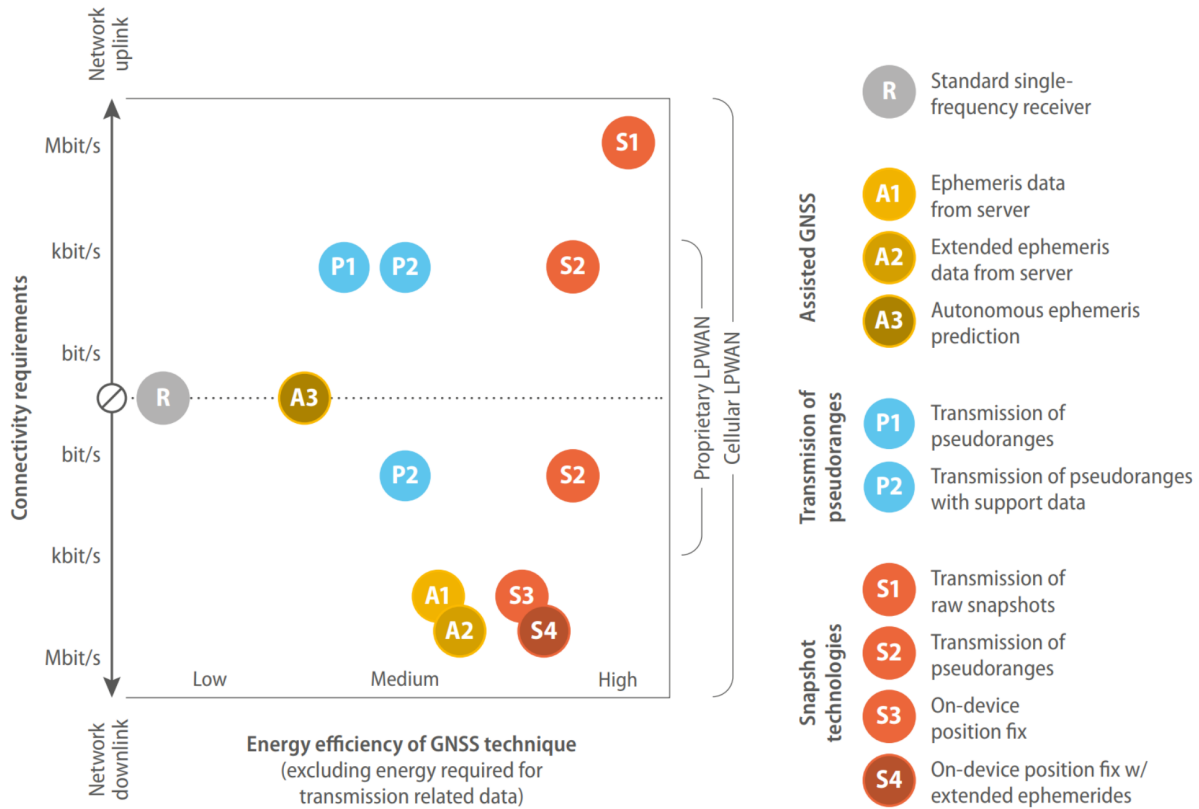 Network
uplink
Connectivity requirements
Mbit/s
kbit/s
bit/s
bit/s
kbit/s
Mbit/s
Network
downlink
S1
P1
P2
S2
R
A3
P2
S2
A1
A2
S3
S4
Low
Medium
High
Energy efficiency of GNSS technique
(excluding energy required for
transmission related data)
Proprietary LPWAN
Cellular LPWAN
R
Standard single-
frequency receiver
Assisted GNSS
A1
Ephemeris data
from server
A2
Extended ephemeris
data from server
A3
Autonomous ephemeris
prediction
Transmision of
pseudoranges
P1
Transmission of
pseudoranges
P2
Transmission of pseudoranges
with support data
Snapshot
technologies
S1
Transmission of
raw snapshots
S2
Transmission of
pseudoranges
S3
On-device
position fix
S4
On-device position fix w/
extended ephemerides